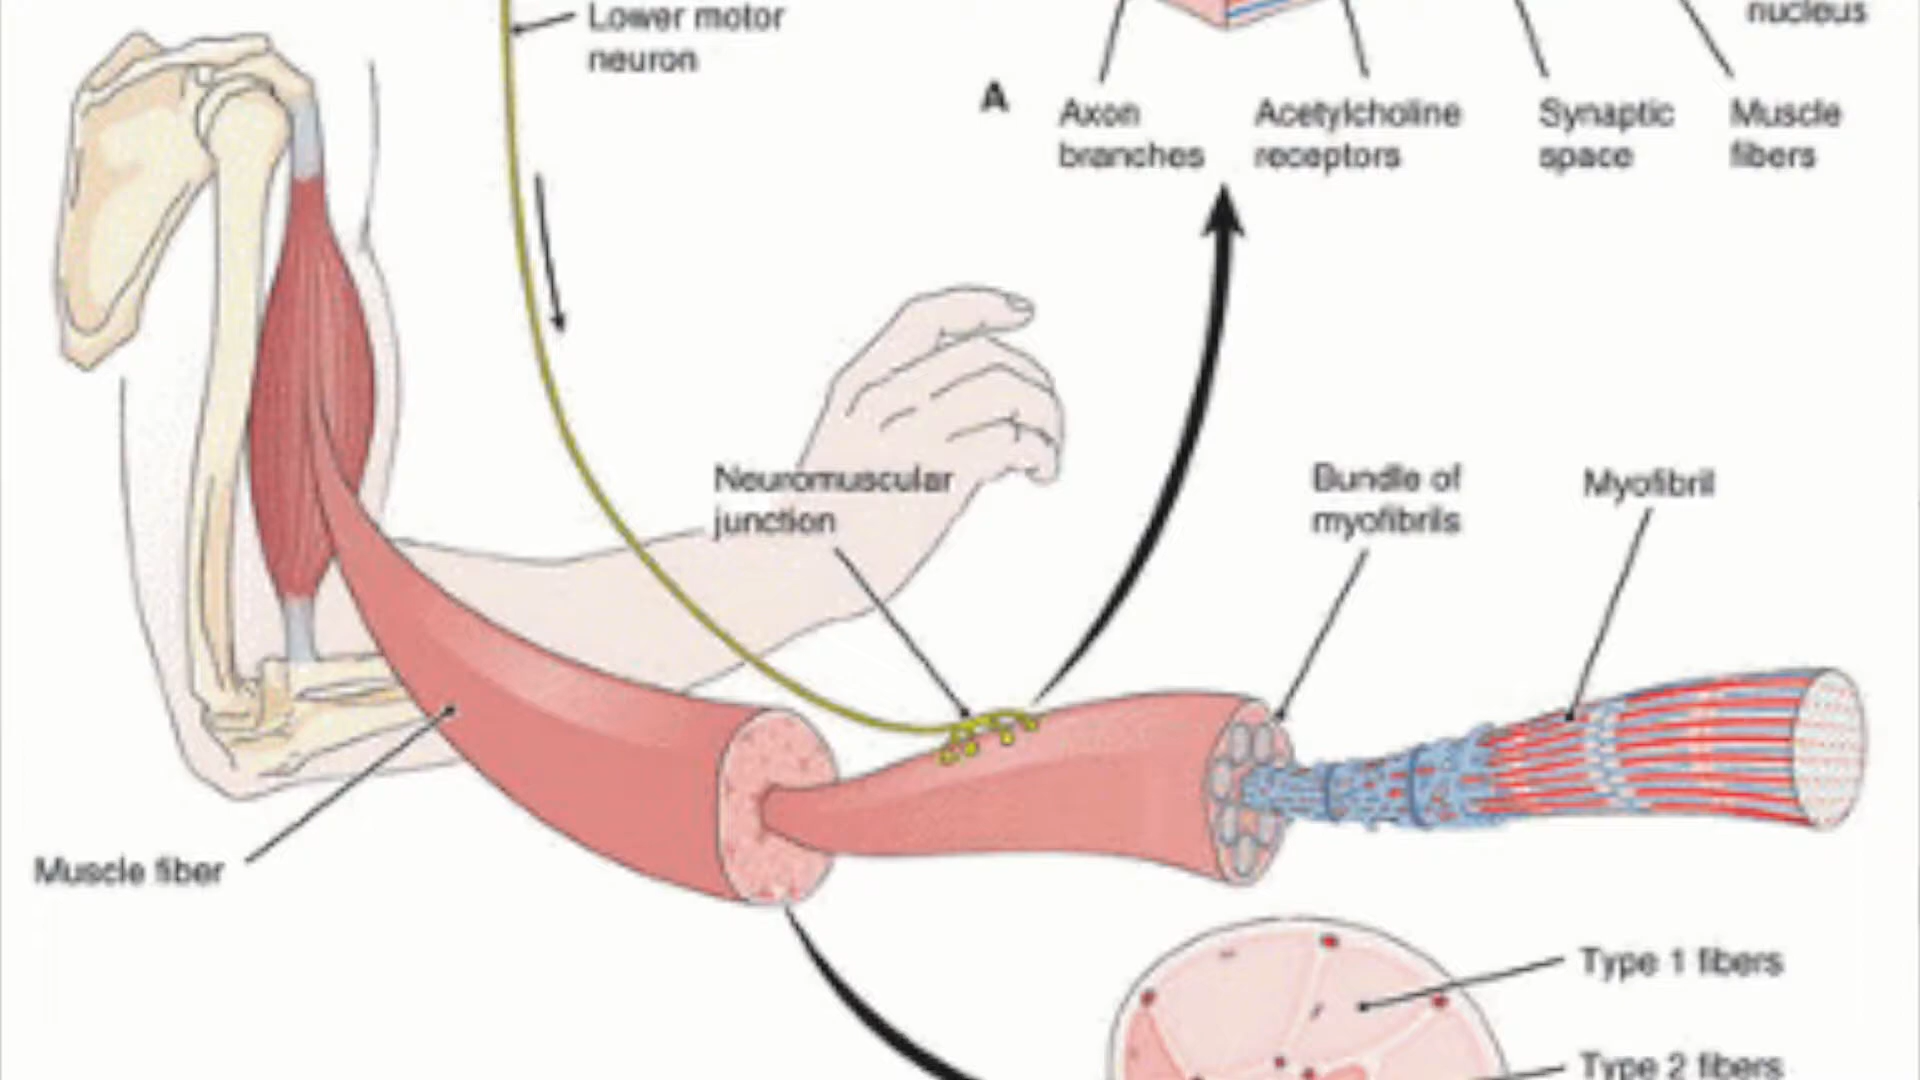 Lower motor
neuron
nucleus
A
Axon
branches
Acetylcholine
receptors
Synaptic
space
Muscle
fibers
Neuromuscular
junction
Bundle of
myofibrils
Myofibril
Muscle fiber
Type 1 fibers
Type 2 fibers